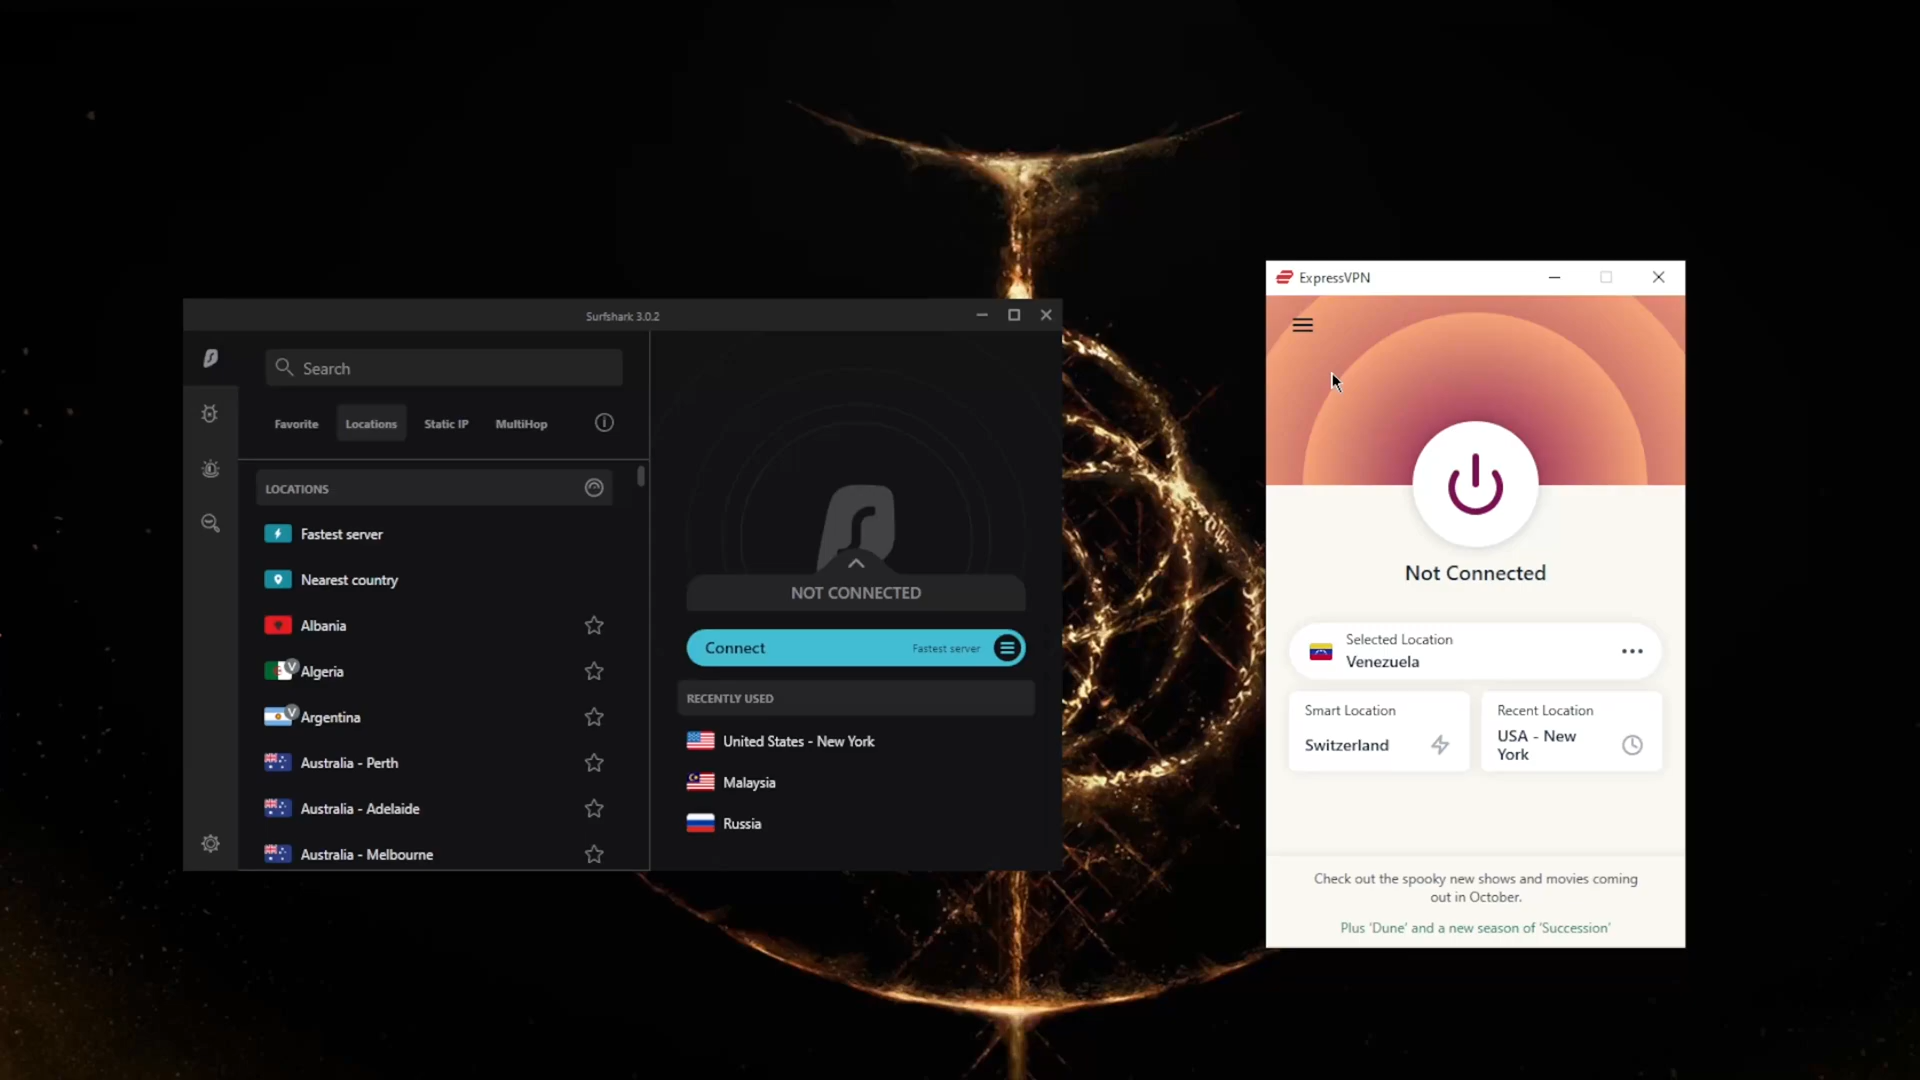 Surfshark 3.0.2
Search
Favorite
Locations
Static IP
MultiHop
LOCATIONS
Fastest server
Nearest country
Albania
V
Algeria
V
Argentina
Australia - Perth
Australia - Adelaide
Australia - Melbourne
NOT CONNECTED
Connect
Fastest server
RECENTLY USED
United States - New York
Malaysia
Russia
ExpressVPN
Not Connected
Selected Location
Venezuela
Smart Location
Switzerland
Recent Location
USA - New
York
Check out the spooky new shows and movies coming
out in October.
Plus 'Dune' and a new season of 'Succession'